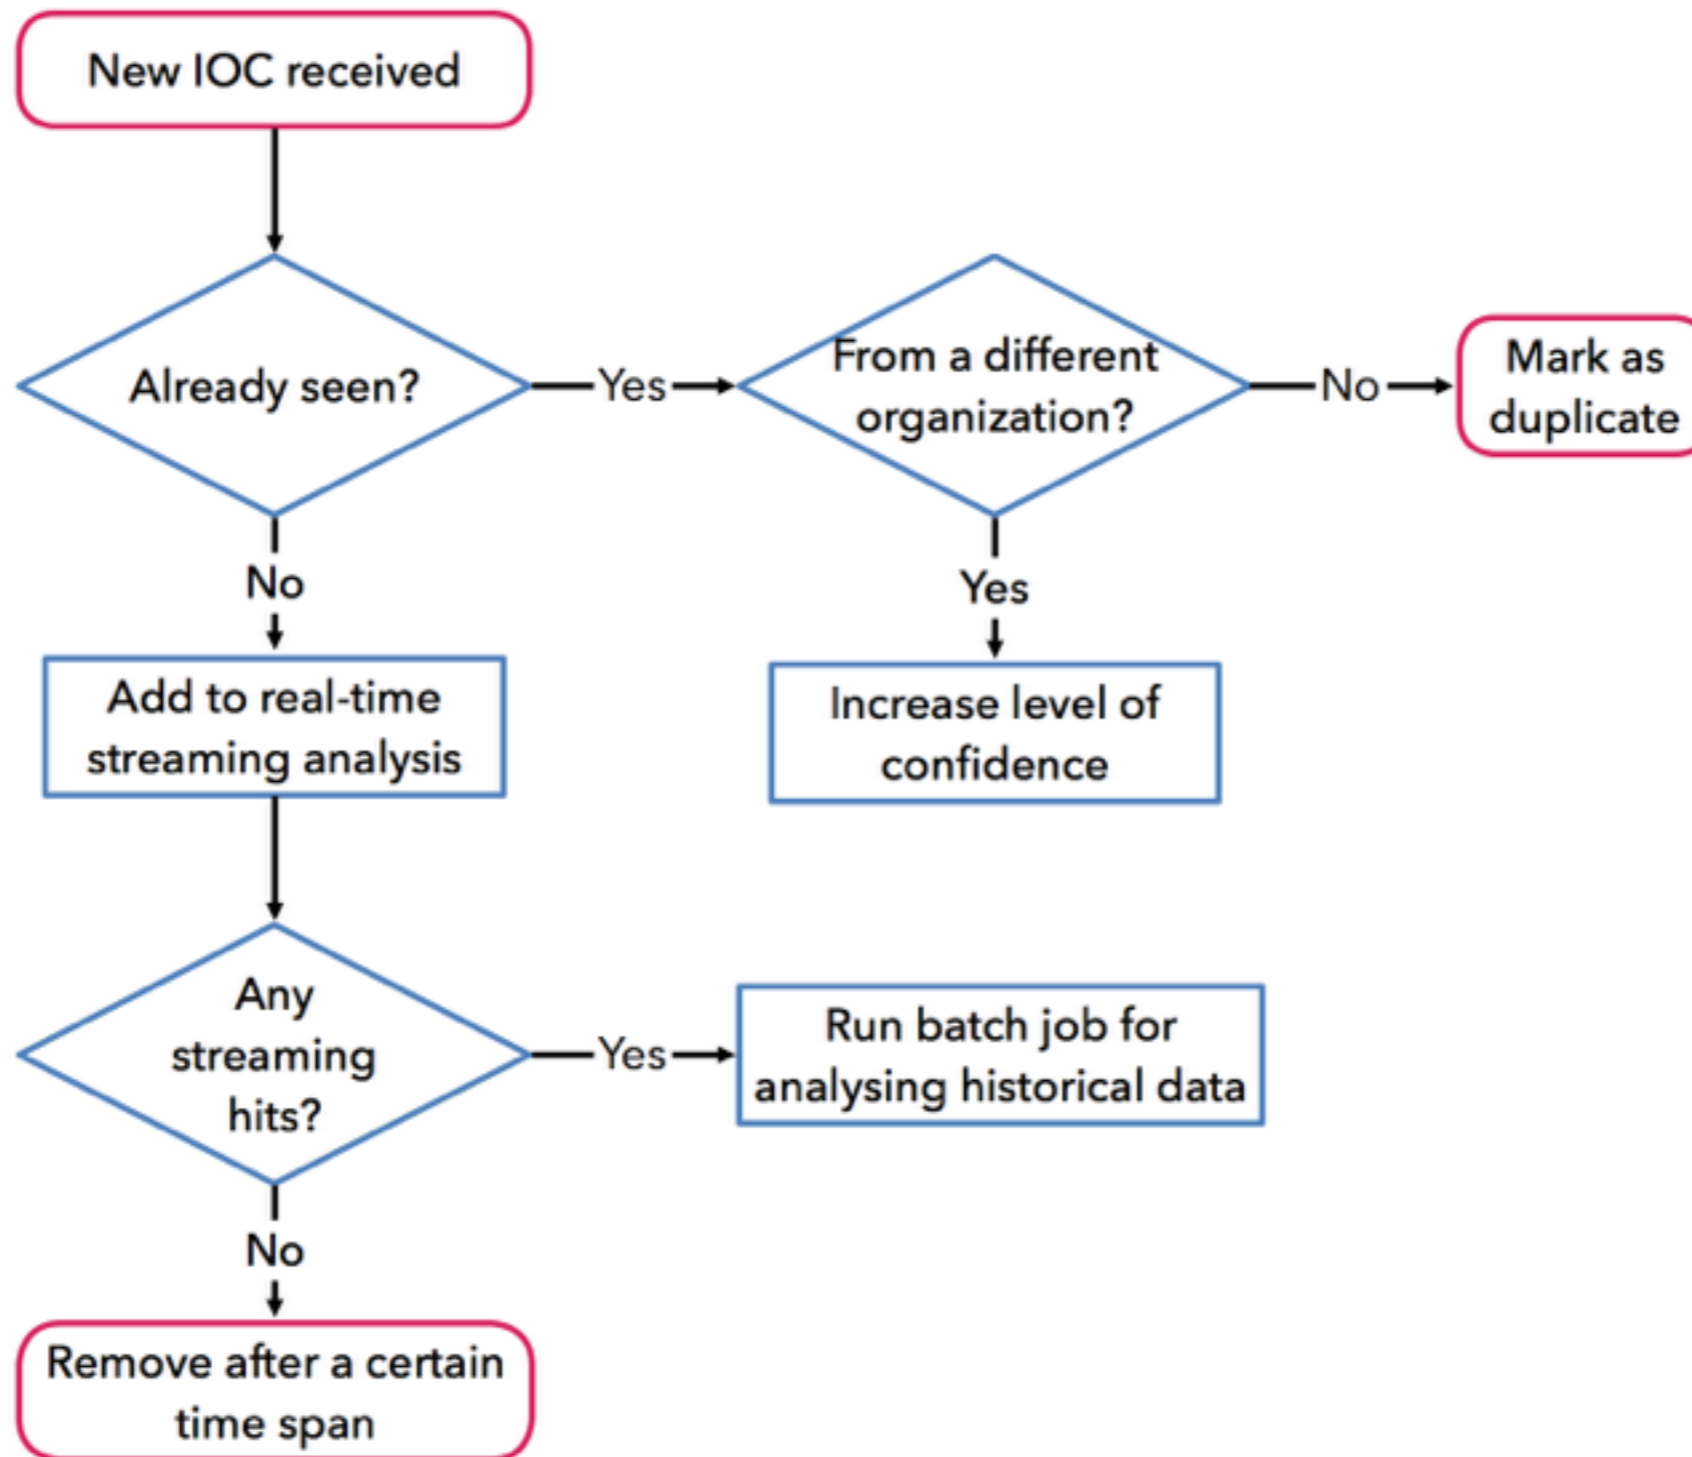 New IOC received
Already seen?
Yes
From a different
organization?
No
Mark as
duplicate
No
Yes
Add to real-time
streaming analysis
Increase level of
confidence
Any
streaming
hits?
Yes
Run batch job for
analysing historical data
No
Remove after a certain
time span